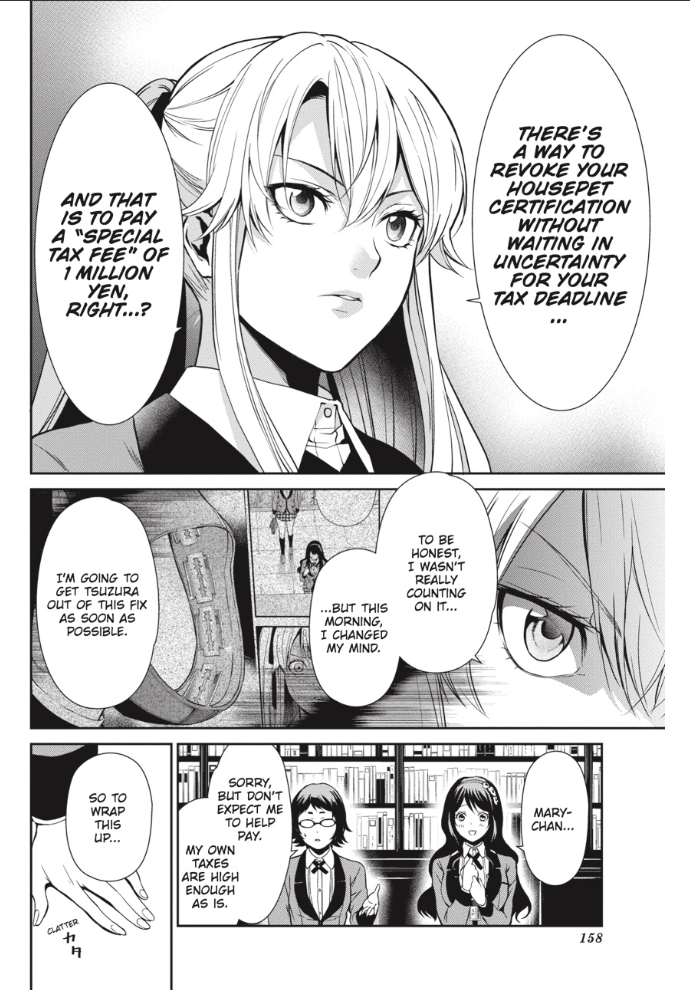 THERE'S
A WAY TO
REVOKE YOUR
HOUSEPET
CERTIFICATION
WITHOUT
WAITING IN
UNCERTAINTY
FOR YOUR
TAX DEADLINE
...
AND THAT
IS TO PAY
A "SPECIAL
TAX FEE" OF
1 MILLION
YEN,
RIGHT...?
TO BE
HONEST,
I WASN'T
REALLY
COUNTING
ON IT...
...BUT THIS
MORNING,
I CHANGED
MY MIND.
I'M GOING TO
GET TSUZURA
OUT OF THIS FIX
AS SOON AS
POSSIBLE.
MARY-
CHAN...
SORRY,
BUT DON'T
EXPECT ME
TO HELP
PAY.
MY OWN
TAXES
ARE HIGH
ENOUGH
AS IS.
SO TO
WRAP
THIS
UP...
CLATTER
カタ
158